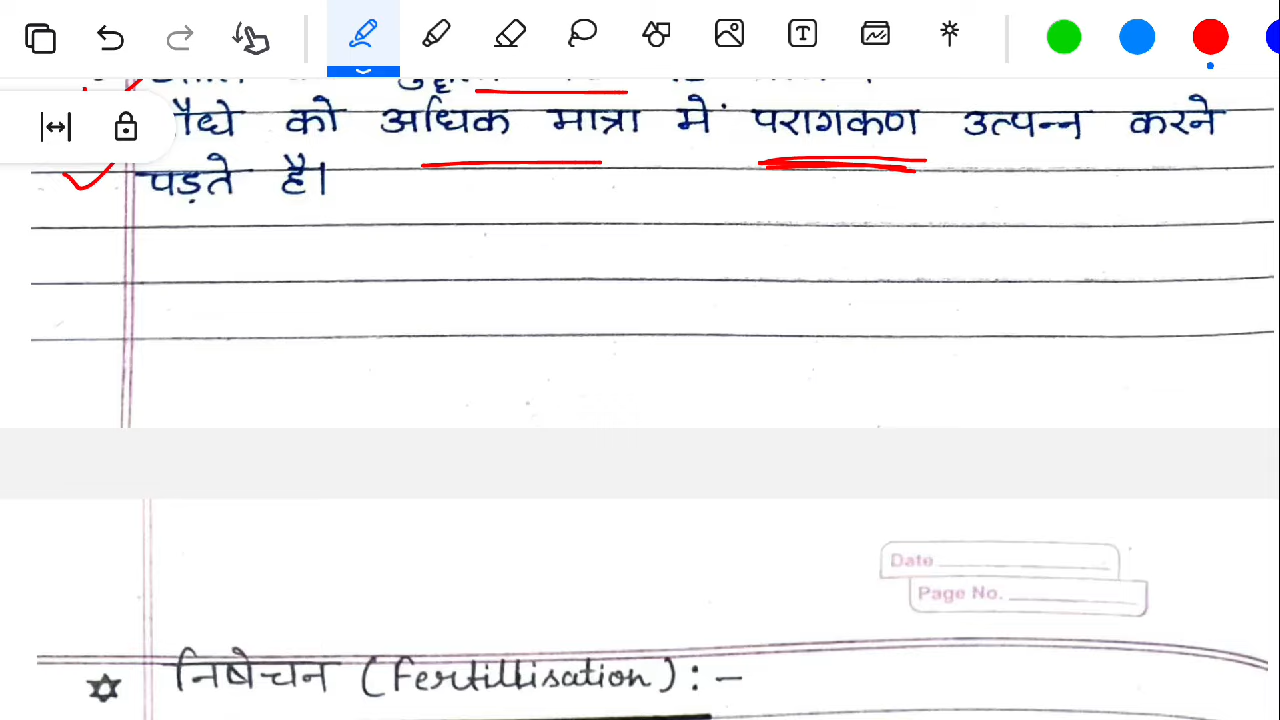 पौधे को अधिक मात्रा में परागकण उत्पन्न करने
पड़ते है।
Date
Page No.
निषेचन (Fertillisation) : -